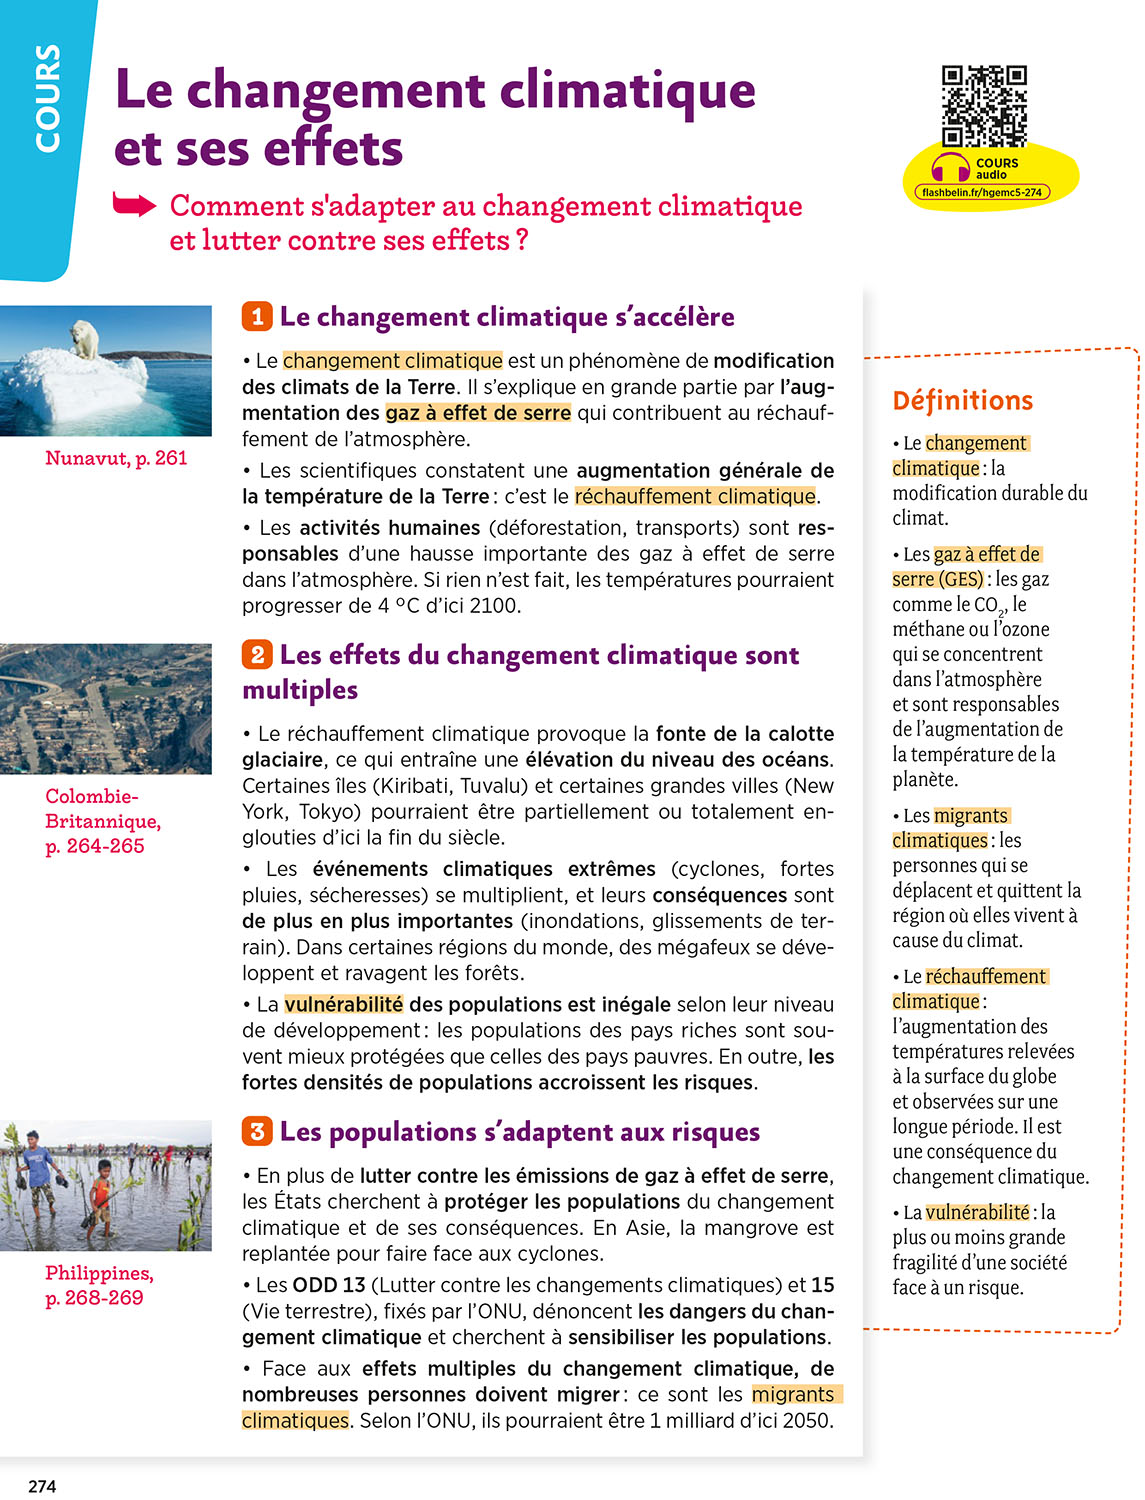 COURS
Le changement climatique
et ses effets
Comment s'adapter au changement climatique
et lutter contre ses effets ?
COURS
audio
flashbelin.fr/hgemc5-274
Nunavut, p. 261
1 Le changement climatique s'accélère
• Le changement climatique est un phénomène de modification
des climats de la Terre. Il s'explique en grande partie par l'aug-
mentation des gaz à effet de serre qui contribuent au réchauf-
fement de l'atmosphère.
• Les scientifiques constatent une augmentation générale de
la température de la Terre : c'est le réchauffement climatique.
• Les activités humaines (déforestation, transports) sont res-
ponsables d'une hausse importante des gaz à effet de serre
dans l'atmosphère. Si rien n'est fait, les températures pourraient
progresser de 4 °C d'ici 2100.
Colombie-
Britannique,
p. 264-265
2 Les effets du changement climatique sont
multiples
• Le réchauffement climatique provoque la fonte de la calotte
glaciaire, ce qui entraîne une élévation du niveau des océans.
Certaines îles (Kiribati, Tuvalu) et certaines grandes villes (New
York, Tokyo) pourraient être partiellement ou totalement en-
glouties d'ici la fin du siècle.
• Les événements climatiques extrêmes (cyclones, fortes
pluies, sécheresses) se multiplient, et leurs conséquences sont
de plus en plus importantes (inondations, glissements de ter-
rain). Dans certaines régions du monde, des mégafeux se déve-
loppent et ravagent les forêts.
• La vulnérabilité des populations est inégale selon leur niveau
de développement : les populations des pays riches sont sou-
vent mieux protégées que celles des pays pauvres. En outre, les
fortes densités de populations accroissent les risques.
Philippines,
p. 268-269
3 Les populations s'adaptent aux risques
• En plus de lutter contre les émissions de gaz à effet de serre,
les États cherchent à protéger les populations du changement
climatique et de ses conséquences. En Asie, la mangrove est
replantée pour faire face aux cyclones.
• Les ODD 13 (Lutter contre les changements climatiques) et 15
(Vie terrestre), fixés par l'ONU, dénoncent les dangers du chan-
gement climatique et cherchent à sensibiliser les populations.
• Face aux effets multiples du changement climatique, de
nombreuses personnes doivent migrer : ce sont les migrants
climatiques. Selon l'ONU, ils pourraient être 1 milliard d'ici 2050.
Définitions
• Le changement
climatique : la
modification durable du
climat.
• Les gaz à effet de
serre (GES) : les gaz
comme le CO₂, le
méthane ou l'ozone
qui se concentrent
dans l'atmosphère
et sont responsables
de l'augmentation de
la température de la
planète.
• Les migrants
climatiques : les
personnes qui se
déplacent et quittent la
région où elles vivent à
cause du climat.
• Le réchauffement
climatique :
l'augmentation des
températures relevées
à la surface du globe
et observées sur une
longue période. Il est
une conséquence du
changement climatique.
• La vulnérabilité : la
plus ou moins grande
fragilité d'une société
face à un risque.
274